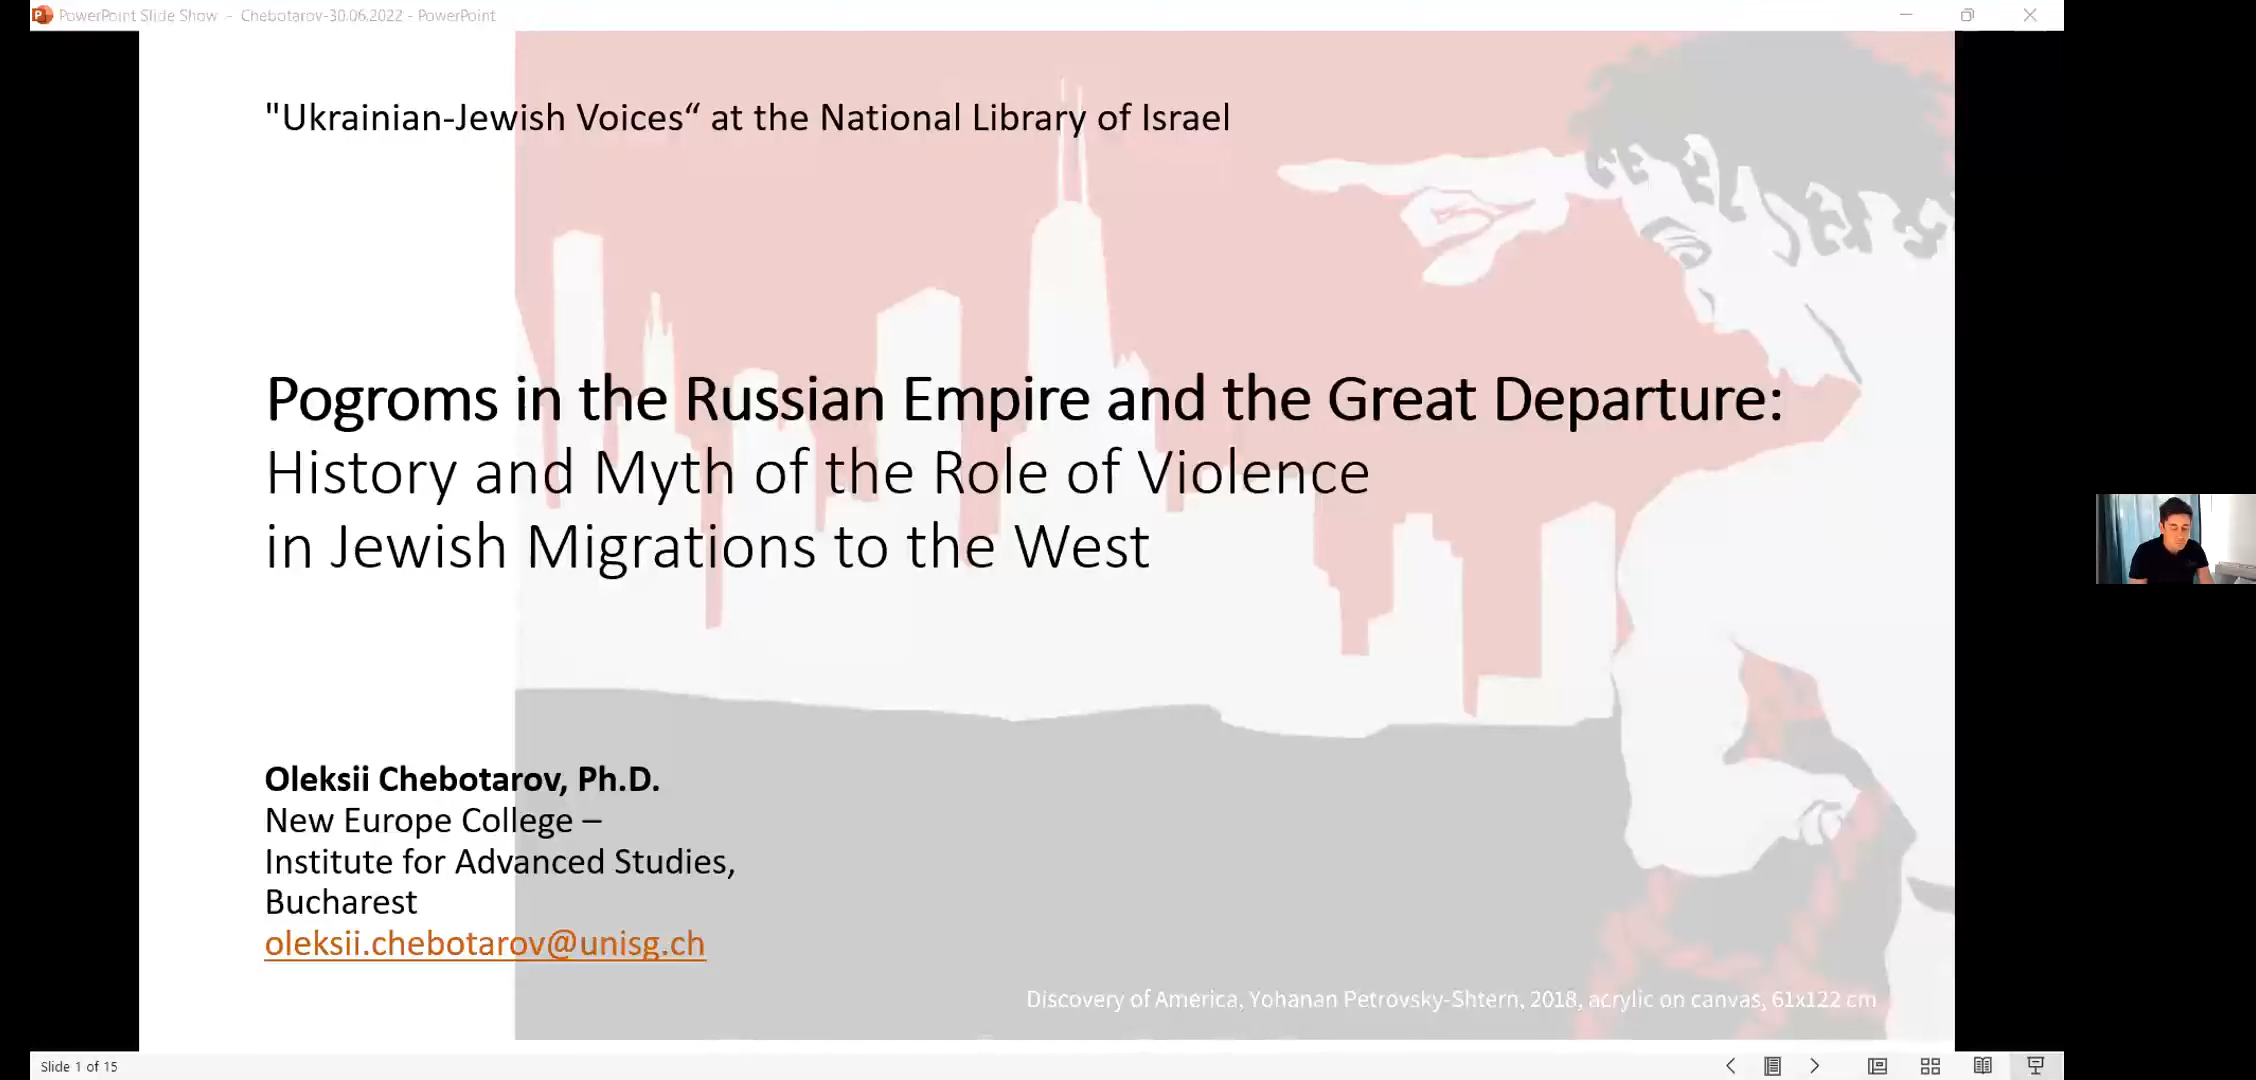 PowerPoint Slide Show - Chebotarov-30.06.2022 - PowerPoint
"Ukrainian-Jewish Voices“ at the National Library of Israel
Pogroms in the Russian Empire and the Great Departure:
History and Myth of the Role of Violence
in Jewish Migrations to the West
Oleksii Chebotarov, Ph.D.
New Europe College –
Institute for Advanced Studies,
Bucharest
oleksii.chebotarov@unisg.ch
Discovery of America, Yohanan Petrovsky-Shtern, 2018, acrylic on canvas, 61x122 cm
Slide 1 of 15